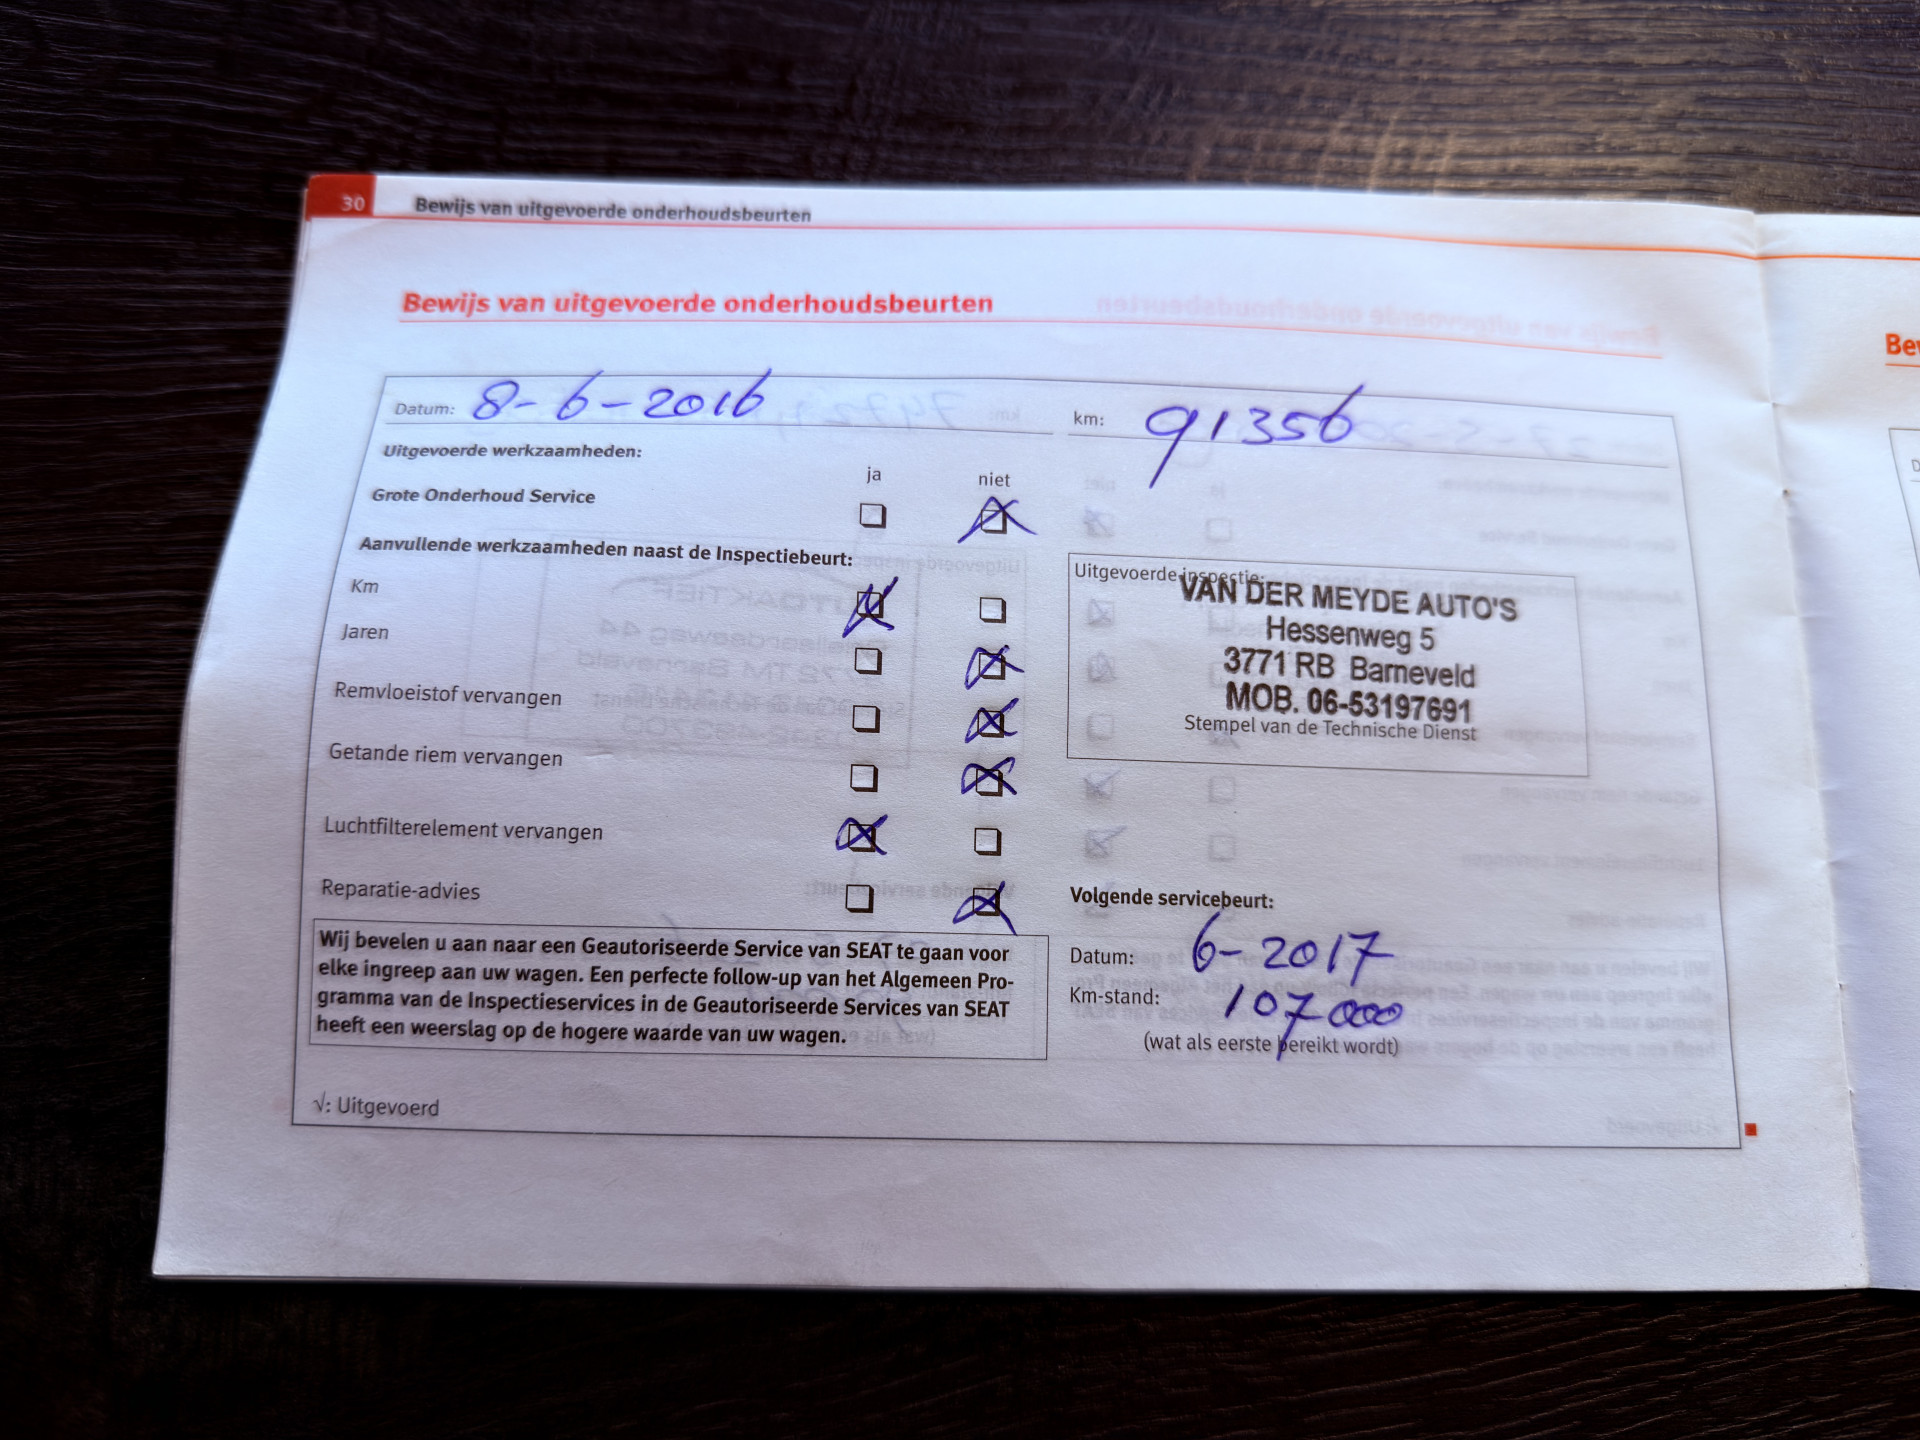 30 Bewijs van uitgevoerde onderhoudsbeurten
Bewijs van uitgevoerde onderhoudsbeurten
Datum: 8-6-2016 km: 91356
Uitgevoerde werkzaamheden:
ja niet
Grote Onderhoud Service
Aanvullende werkzaamheden naast de Inspectiebeurt:
Km
Jaren
Remvloeistof vervangen
Getande riem vervangen
Luchtfilterelement vervangen
Reparatie-advies
Wij bevelen u aan naar een Geautoriseerde Service van SEAT te gaan voor
elke ingreep aan uw wagen. Een perfecte follow-up van het Algemeen Pro-
gramma van de Inspectieservices in de Geautoriseerde Services van SEAT
heeft een weerslag op de hogere waarde van uw wagen.
√: Uitgevoerd
Uitgevoerde inspectie:
VAN DER MEYDE AUTO'S
Hessenweg 5
3771 RB Barneveld
MOB. 06-53197691
Stempel van de Technische Dienst
Volgende servicebeurt:
Datum: 6-2017
Km-stand: 107000
(wat als eerste bereikt wordt)